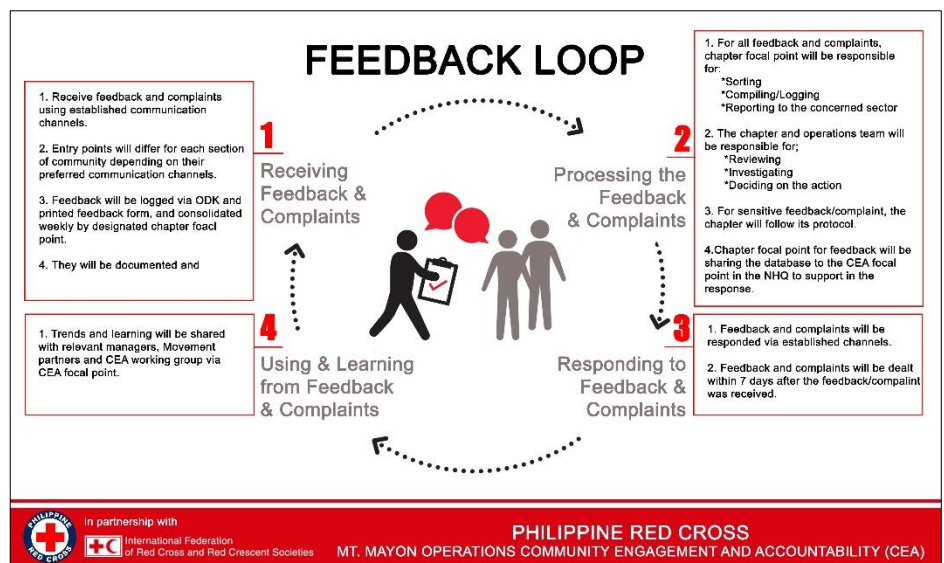 FEEDBACK LOOP
1. Receive feedback and complaints
using established communication
channels.
2. Entry points will differ for each section
of community depending on their
preferred communication channels.
3. Feedback will be logged via ODK and
printed feedback form, and consolidated
weekly by designated chapter foacl
point.
4. They will be documented and
1
Receiving
Feedback &
Complaints
1. For all feedback and complaints,
chapter focal point will be responsible
for:
*Sorting
*Compiling/Logging
*Reporting to the concerned sector
2. The chapter and operations team will
be responsible for;
*Reviewing
*Investigating
*Deciding on the action
3. For sensitive feedback/complaint, the
chapter will follow its protocol.
4.Chapter focal point for feedback will be
sharing the database to the CEA focal
point in the NHQ to support in the
response.
2
Processing the
Feedback
& Complaints
3
Responding to
Feedback &
Complaints
1. Feedback and complaints will be
responded via established channels.
2. Feedback and complaints will be dealt
within 7 days after the feedback/compalint
was received.
4
Using & Learning
from Feedback
& Complaints
1. Trends and learning will be shared
with relevant managers, Movement
partners and CEA working group via
CEA focal point.
PHILIPPINE
RED CROSS
in partnership with
International Federation
of Red Cross and Red Crescent Societies
PHILIPPINE RED CROSS
MT. MAYON OPERATIONS COMMUNITY ENGAGEMENT AND ACCOUNTABILITY (CEA)